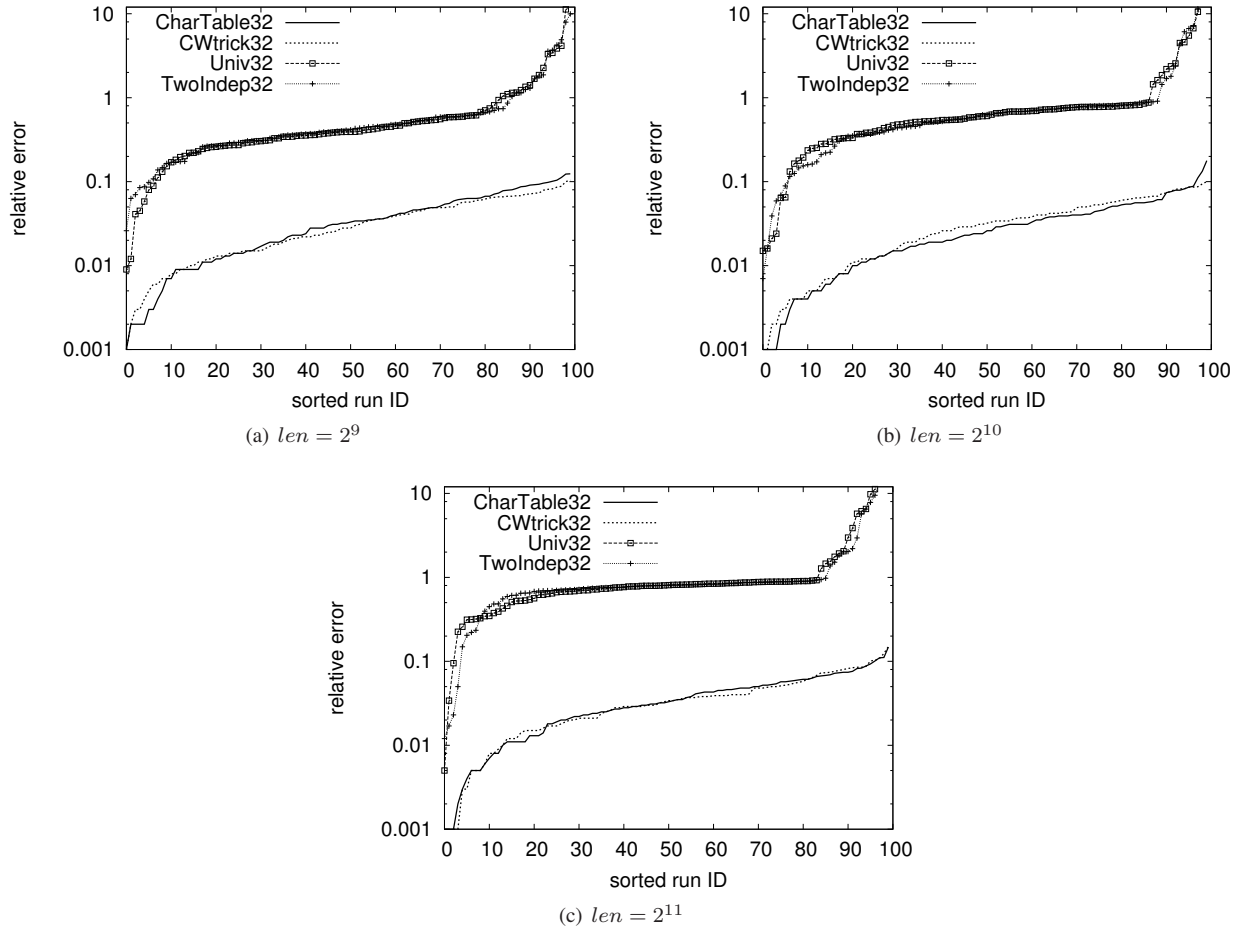 CharTable32
CWtrick32
Univ32
TwoIndep32
10
1
0.1
0.01
0.001
relative error
0 10 20 30 40 50 60 70 80 90 100
sorted run ID
(a) len = 2^9
CharTable32
CWtrick32
Univ32
TwoIndep32
10
1
0.1
0.01
0.001
relative error
0 10 20 30 40 50 60 70 80 90 100
sorted run ID
(b) len = 2^10
CharTable32
CWtrick32
Univ32
TwoIndep32
10
1
0.1
0.01
0.001
relative error
0 10 20 30 40 50 60 70 80 90 100
sorted run ID
(c) len = 2^11